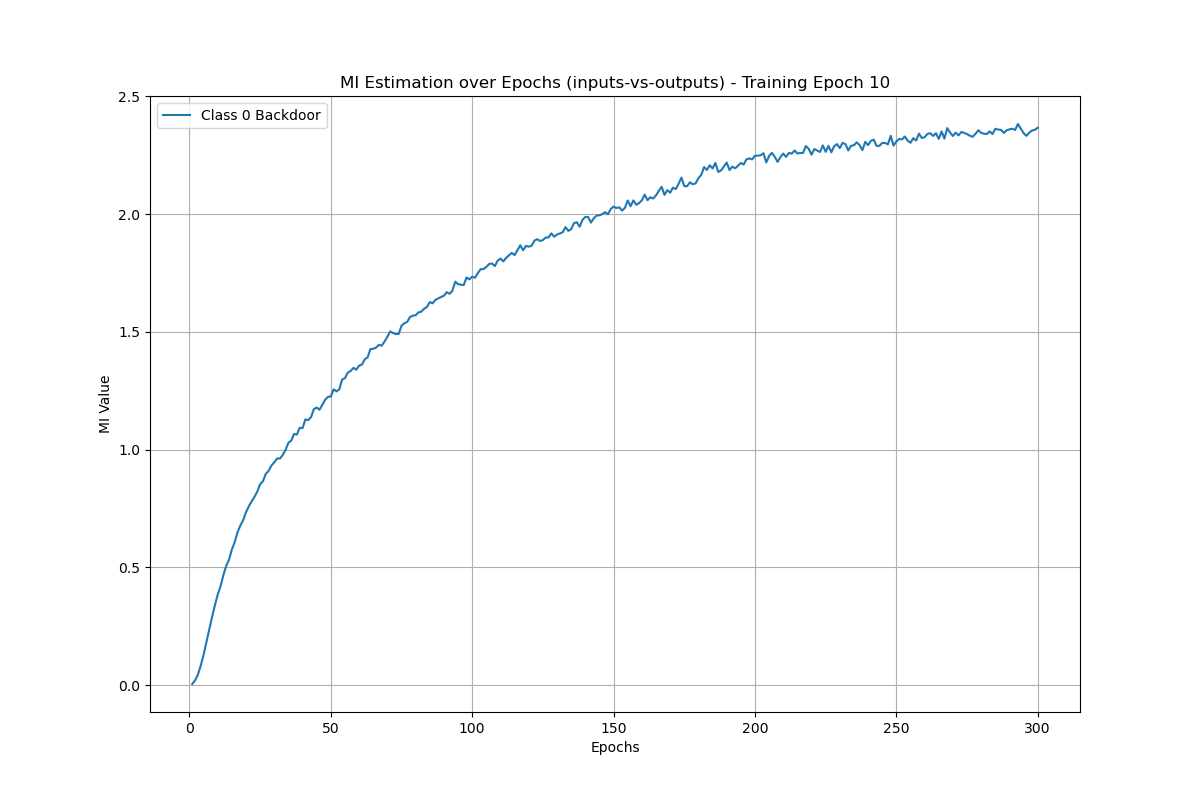 MI Estimation over Epochs (inputs-vs-outputs) - Training Epoch 10
Class 0 Backdoor
2.5
2.0
1.5
1.0
0.5
0.0
MI Value
0 50 100 150 200 250 300
Epochs